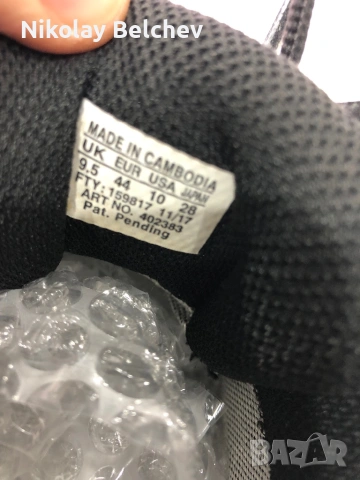 Nikolay Belchev
MADE IN CAMBODIA
UK EUR USA JAPAN
9.5 44 10 28
FTY: 159817 11/17
ART NO. 402383
Pat. Pending
BAZAR